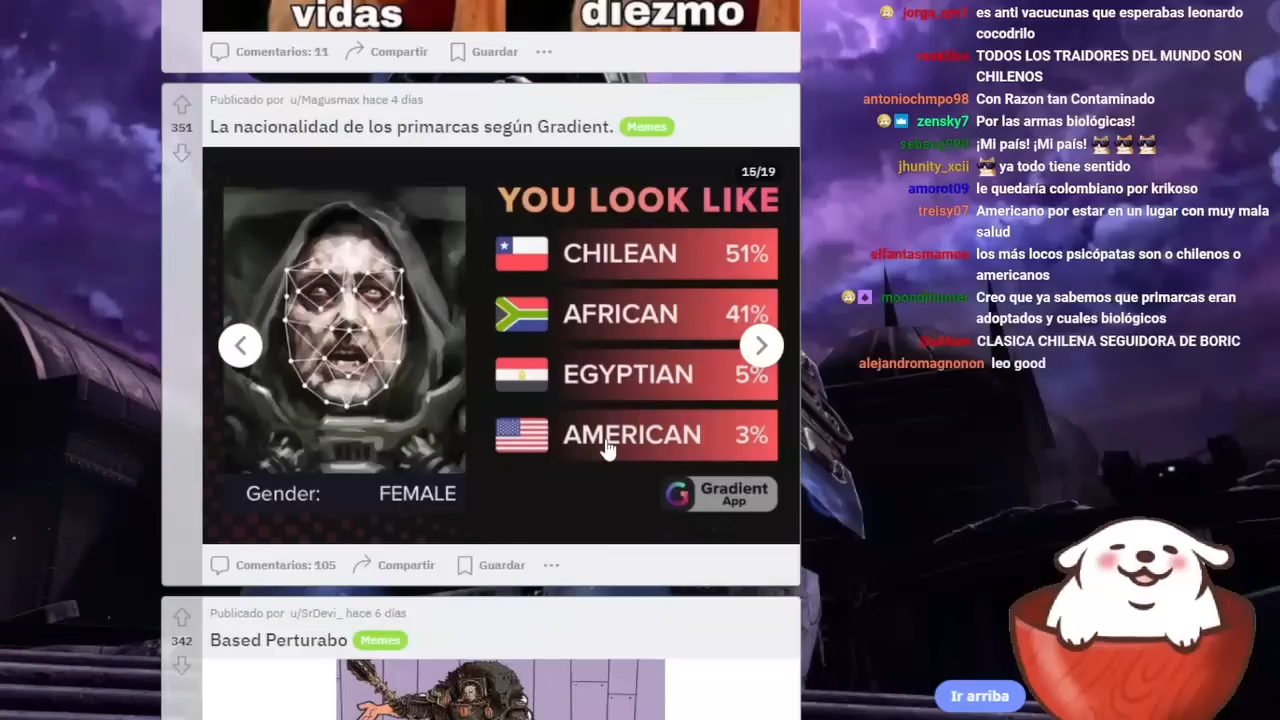 vidas
diezmo
Comentarios: 11
Compartir
Guardar
Publicado por u/Magusmax hace 4 días
351
La nacionalidad de los primarcas según Gradient.
Memes
15/19
YOU LOOK LIKE
CHILEAN 51%
AFRICAN 41%
EGYPTIAN 5%
AMERICAN 3%
Gender: FEMALE
Gradient
App
Comentarios: 105
Compartir
Guardar
Publicado por u/SrDevi_ hace 6 días
342
Based Perturabo
Memes
es anti vacucunas que esperabas leonardo
cocodrilo
TODOS LOS TRAIDORES DEL MUNDO SON
CHILENOS
antoniochmpo98 Con Razon tan Contaminado
zensky7 Por las armas biológicas!
¡Mi país! ¡Mi país!
jhunity_xcii ya todo tiene sentido
amorot09 le quedaría colombiano por krikoso
treisy07 Americano por estar en un lugar con muy mala
salud
los más locos psicópatas son o chilenos o
americanos
Creo que ya sabemos que primarcas eran
adoptados y cuales biológicos
CLASICA CHILENA SEGUIDORA DE BORIC
alejandromagnonon leo good
Ir arriba